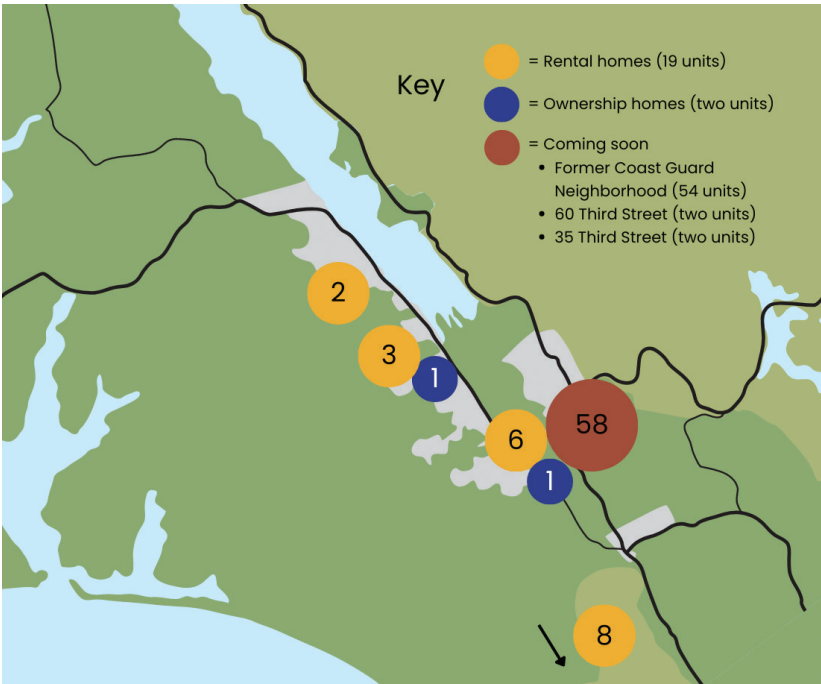 Key
= Rental homes (19 units)
= Ownership homes (two units)
= Coming soon
• Former Coast Guard
Neighborhood (54 units)
• 60 Third Street (two units)
• 35 Third Street (two units)
2
3
1
6
58
1
8